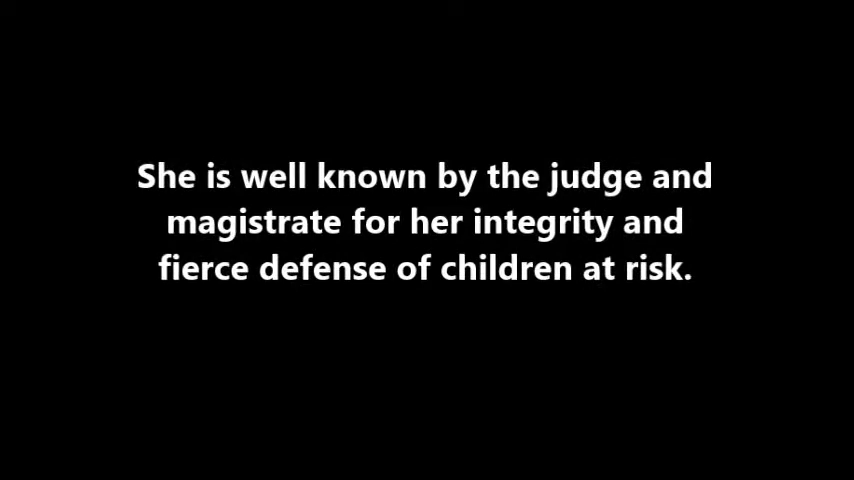 She is well known by the judge and
magistrate for her integrity and
fierce defense of children at risk.